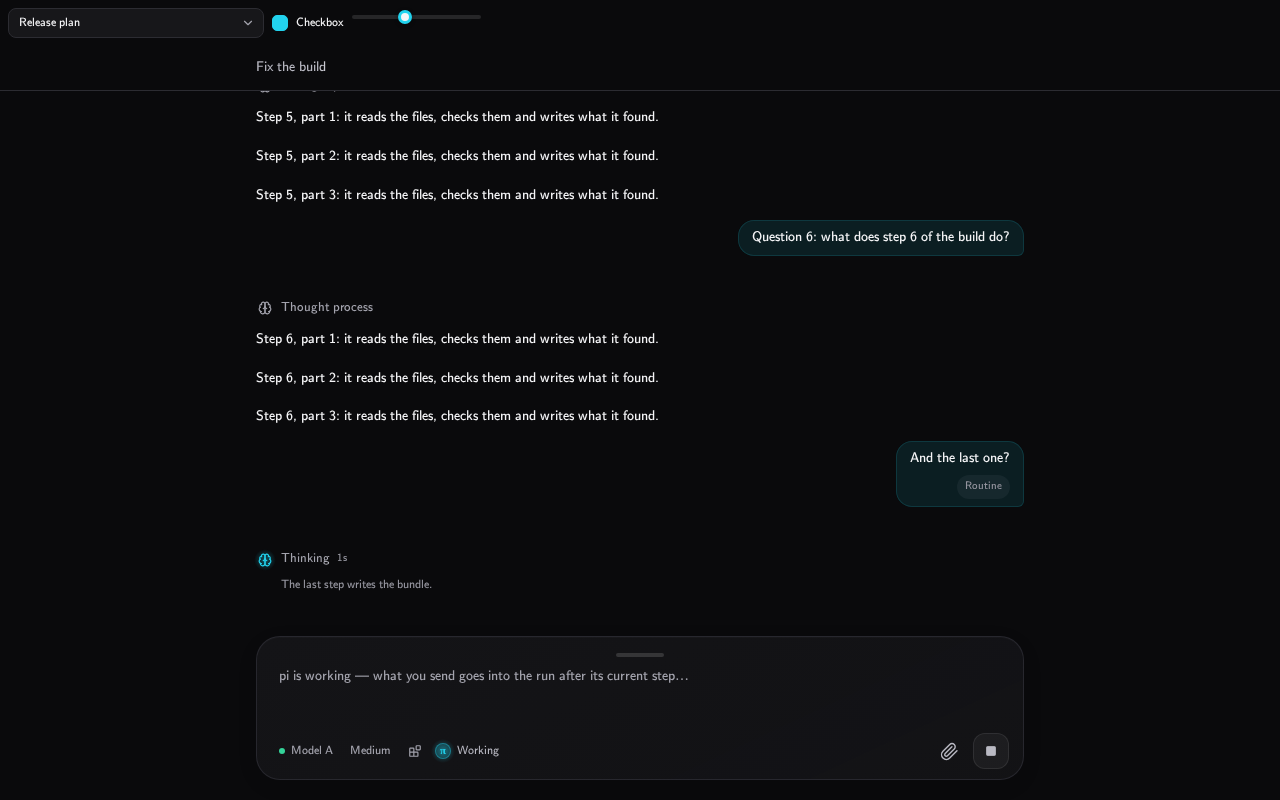 Release plan
Checkbox
Fix the build
Step 5, part 1: it reads the files, checks them and writes what it found.
Step 5, part 2: it reads the files, checks them and writes what it found.
Step 5, part 3: it reads the files, checks them and writes what it found.
Question 6: what does step 6 of the build do?
Thought process
Step 6, part 1: it reads the files, checks them and writes what it found.
Step 6, part 2: it reads the files, checks them and writes what it found.
Step 6, part 3: it reads the files, checks them and writes what it found.
And the last one?
Routine
Thinking 1s
The last step writes the bundle.
pi is working — what you send goes into the run after its current step…
Model A Medium π Working